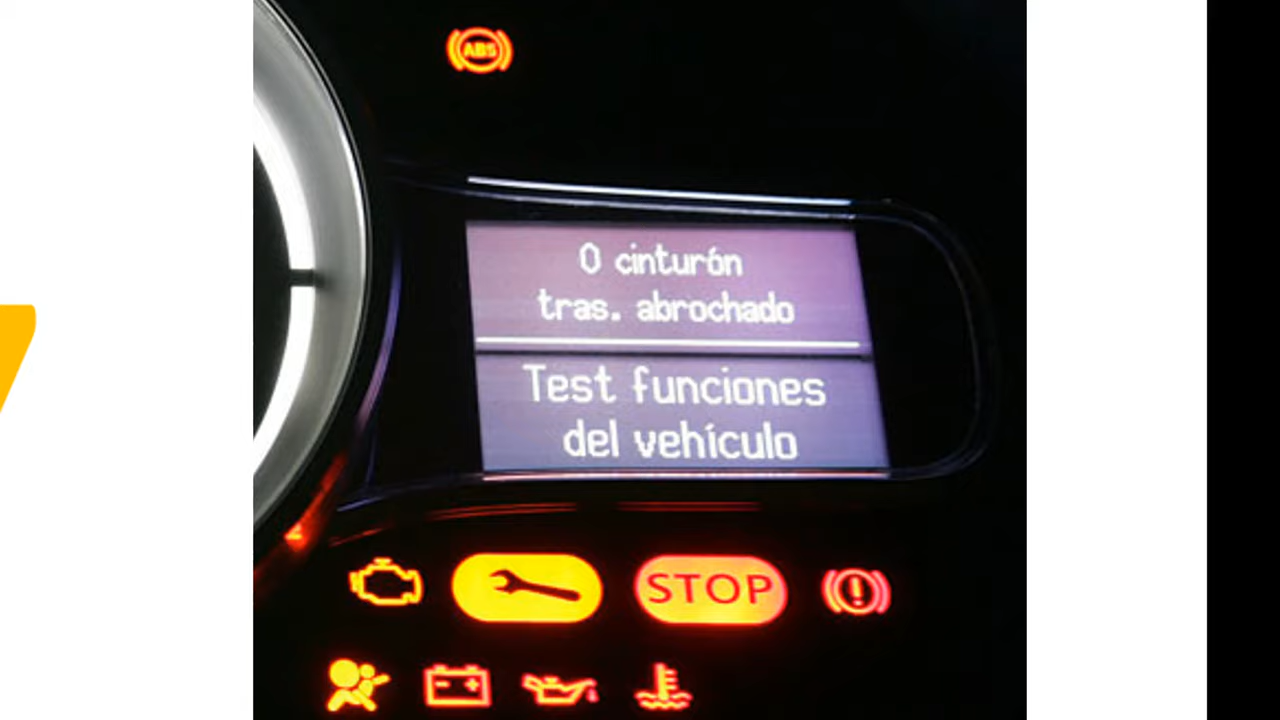 ABS
0 cinturón
tras. abrochado
Test funciones
del vehículo
STOP